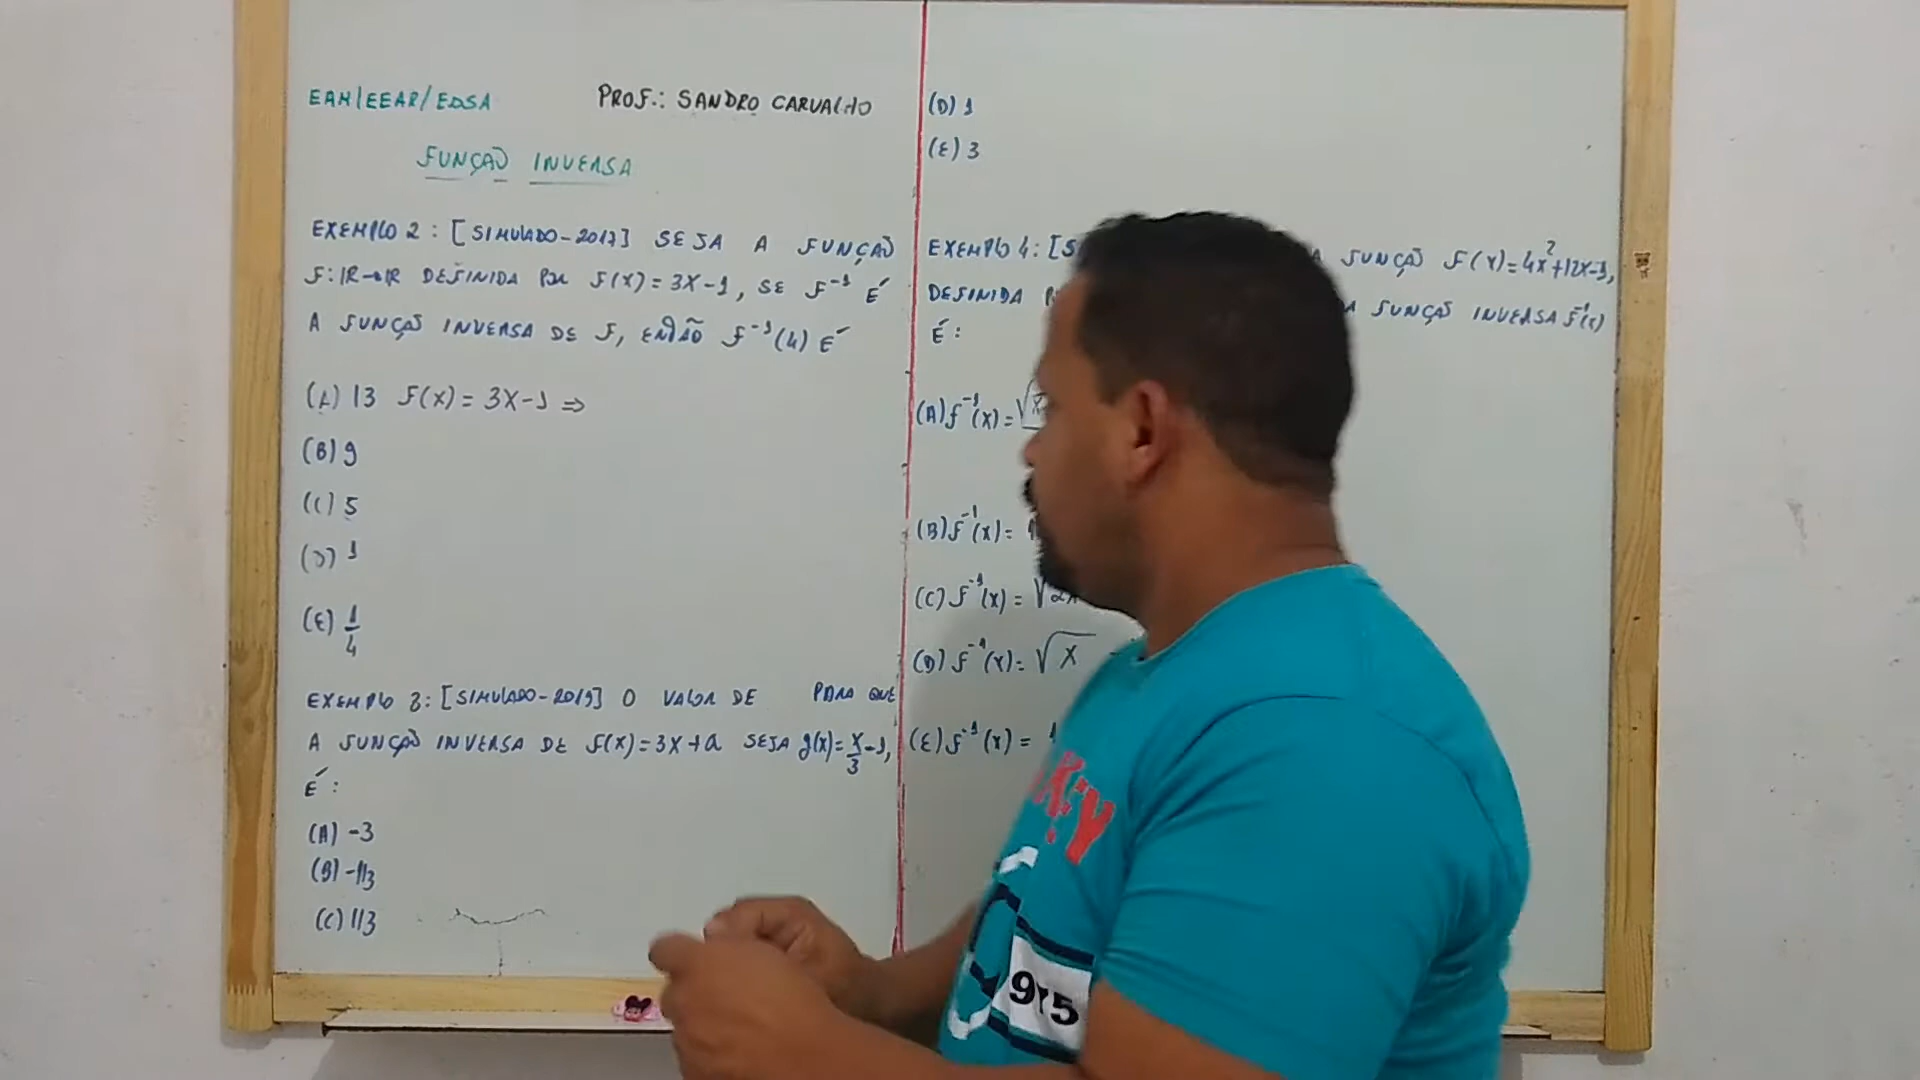 EAM/EEAR/EDSA
PROF.: SANDRO CARVALHO
FUNÇÃO INVERSA
EXEMPLO 2: [SIMULADO-2017] SEJA A FUNÇÃO
F: IR→IR DEFINIDA POR F(X)=3X-1, SE F⁻¹ É
A FUNÇÃO INVERSA DE F, ENTÃO F⁻¹(4) É
(A) 13 F(X)=3X-1 ⇒
(B) 9
(C) 5
(D) 1
(E) 1/4
EXEMPLO 3: [SIMULADO-2019] O VALOR DE PARA QUE
A FUNÇÃO INVERSA DE F(X)=3X+a SEJA g(x)=x/3-1,
É:
(A) -3
(B) -1/3
(C) 1/3
(D) 1
(E) 3
EXEMPLO 4: [S A FUNÇÃO F(X)=4X²+12X-1,
DEFINIDA A FUNÇÃO INVERSA F⁻¹(x)
É:
(A) f⁻¹(x)=√x
(B) F⁻¹(x)=
(C) F⁻¹(x)=√2x
(D) F⁻¹(x)=√x
(E) F⁻¹(x)=
975